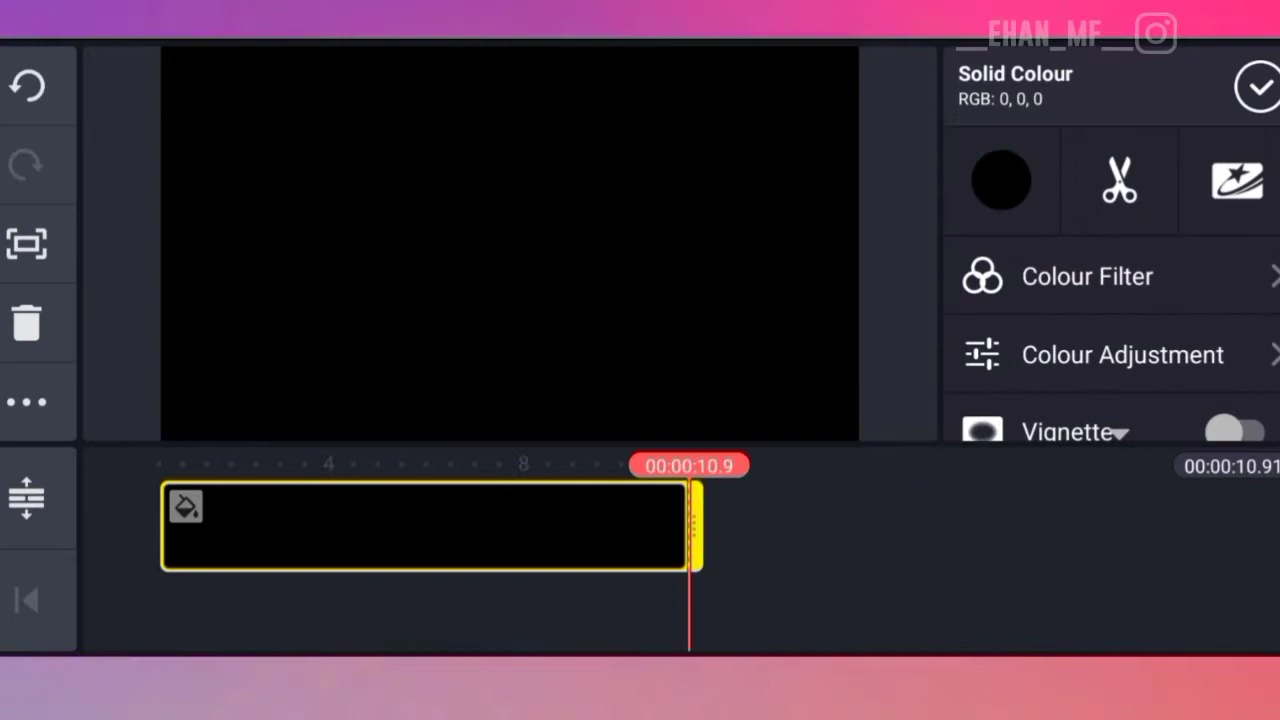 __EHAN_MF__
Solid Colour
RGB: 0, 0, 0
Colour Filter
Colour Adjustment
Vignette
4
8
00:00:10.9
00:00:10.91